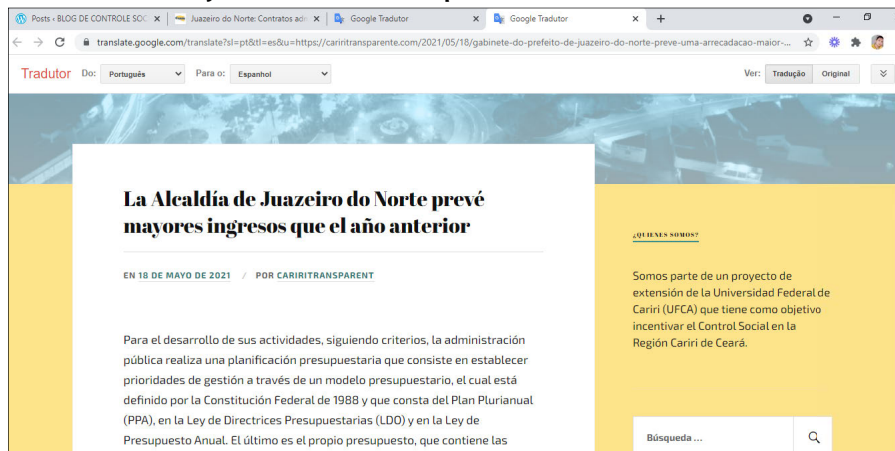 Posts ‹ BLOG DE CONTROLE SOC
Juazeiro do Norte: Contratos adm
Google Tradutor
Google Tradutor
translate.google.com/translate?sl=pt&tl=es&u=https://caririitransparente.com/2021/05/18/gabinete-do-prefeito-de-juazeiro-do-norte-preve-uma-arrecadacao-maior-...
Tradutor Do: Português Para o: Espanhol Ver: Tradução Original
La Alcaldía de Juazeiro do Norte prevé
mayores ingresos que el año anterior
EN 18 DE MAYO DE 2021 / POR CARIRITRANSPARENT
Para el desarrollo de sus actividades, siguiendo criterios, la administración
pública realiza una planificación presupuestaria que consiste en establecer
prioridades de gestión a través de un modelo presupuestario, el cual está
definido por la Constitución Federal de 1988 y que consta del Plan Plurianual
(PPA), en la Ley de Directrices Presupuestarias (LDO) y en la Ley de
Presupuesto Anual. El último es el propio presupuesto, que contiene las
¿QUIENES SOMOS?
Somos parte de un proyecto de
extensión de la Universidad Federal de
Cariri (UFCA) que tiene como objetivo
incentivar el Control Social en la
Región Cariri de Ceará.
Búsqueda ...